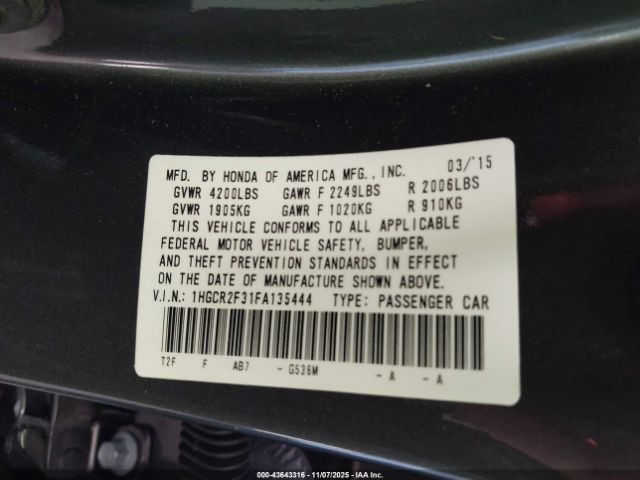 MFD. BY HONDA OF AMERICA MFG., INC. 03/'15
GVWR 4200LBS GAWR F 2249LBS R 2006LBS
GVWR 1905KG GAWR F 1020KG R 910KG
THIS VEHICLE CONFORMS TO ALL APPLICABLE
FEDERAL MOTOR VEHICLE SAFETY, BUMPER,
AND THEFT PREVENTION STANDARDS IN EFFECT
ON THE DATE OF MANUFACTURE SHOWN ABOVE.
V.I.N.: 1HGCR2F31FA135444 TYPE: PASSENGER CAR
T2F F AB7 - G536M - A - A
000-43643316 | 11/07/2025 | IAAI.com